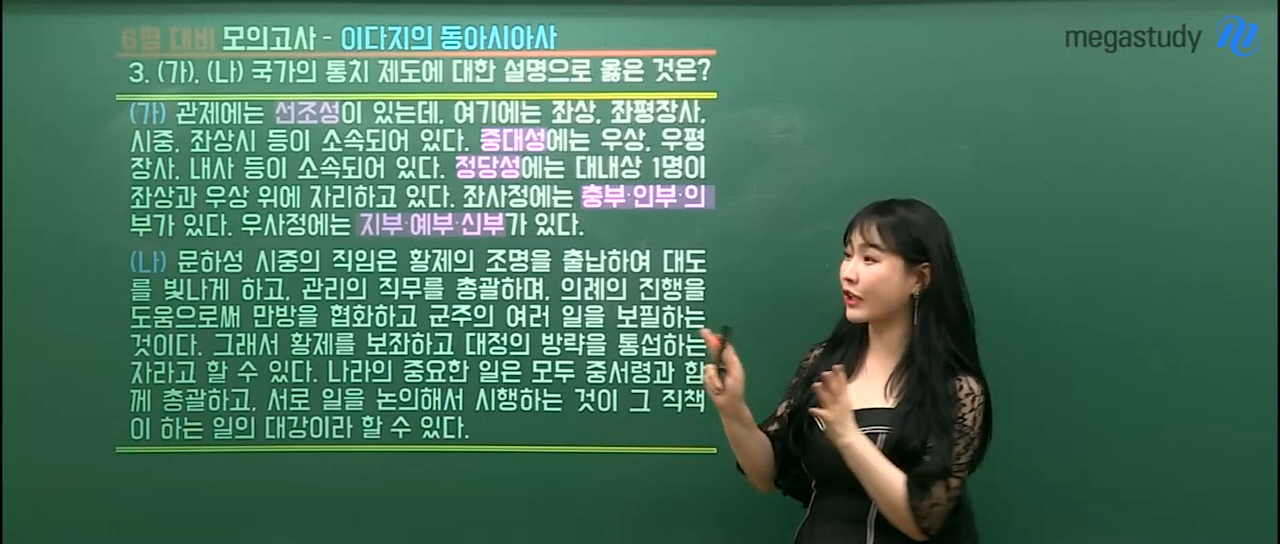 6평 대비 모의고사 - 이다지의 동아시아사
megastudy
3. (가), (나) 국가의 통치 제도에 대한 설명으로 옳은 것은?
(가) 관제에는 선조성이 있는데, 여기에는 좌상, 좌평장사,
시중, 좌상시 등이 소속되어 있다. 중대성에는 우상, 우평
장사, 내사 등이 소속되어 있다. 정당성에는 대내상 1명이
좌상과 우상 위에 자리하고 있다. 좌사정에는 충부·인부·의
부가 있다. 우사정에는 지부·예부·신부가 있다.
(나) 문하성 시중의 직임은 황제의 조명을 출납하여 대도
를 빛나게 하고, 관리의 직무를 총괄하며, 의례의 진행을
도움으로써 만방을 협화하고 군주의 여러 일을 보필하는
것이다. 그래서 황제를 보좌하고 대정의 방략을 통섭하는
자라고 할 수 있다. 나라의 중요한 일은 모두 중서령과 함
께 총괄하고, 서로 일을 논의해서 시행하는 것이 그 직책
이 하는 일의 대강이라 할 수 있다.